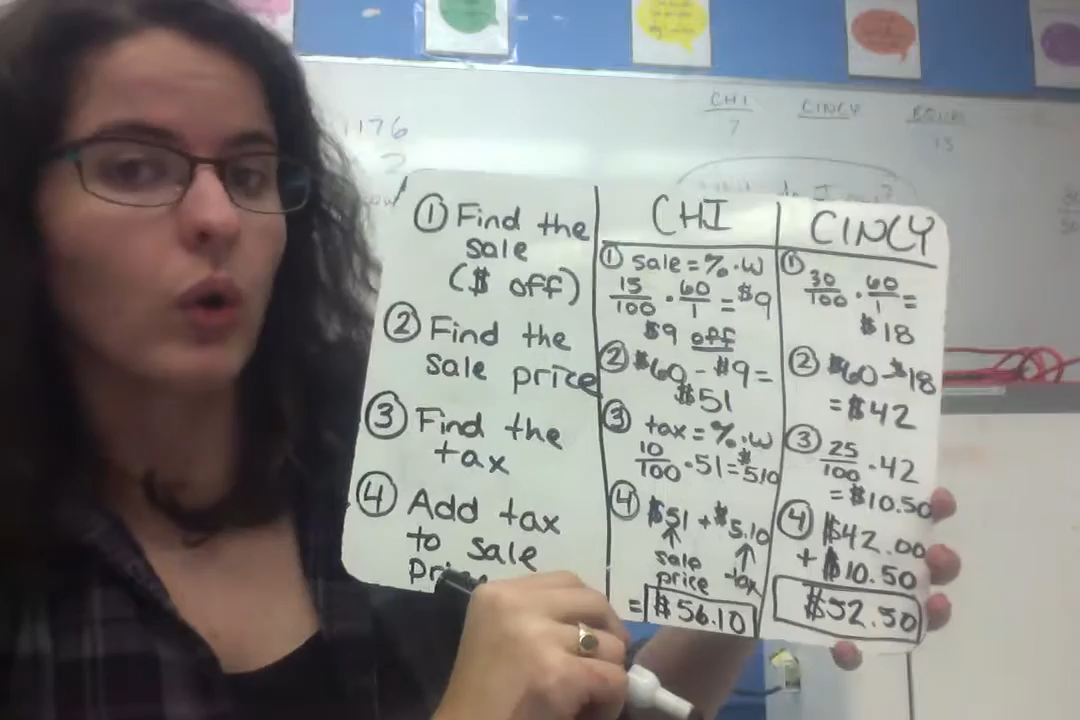 1176
2
CHI
7
CINCY
13
① Find the
sale
($ off)
② Find the
sale price
③ Find the
tax
④ Add tax
to sale
price
CHI
① sale = %·W
15/100 · 60/1 = $9
$9 off
② $60 - $9 =
$51
③ tax = %·W
10/100 · 51 = $5.10
④ $51 + $5.10
sale
price
tax
= $56.10
CINCY
① 30/100 · 60/1 =
$18
② $60 - $18
= $42
③ 25/100 · 42
= $10.50
④ $42.00
+ $10.50
$52.50